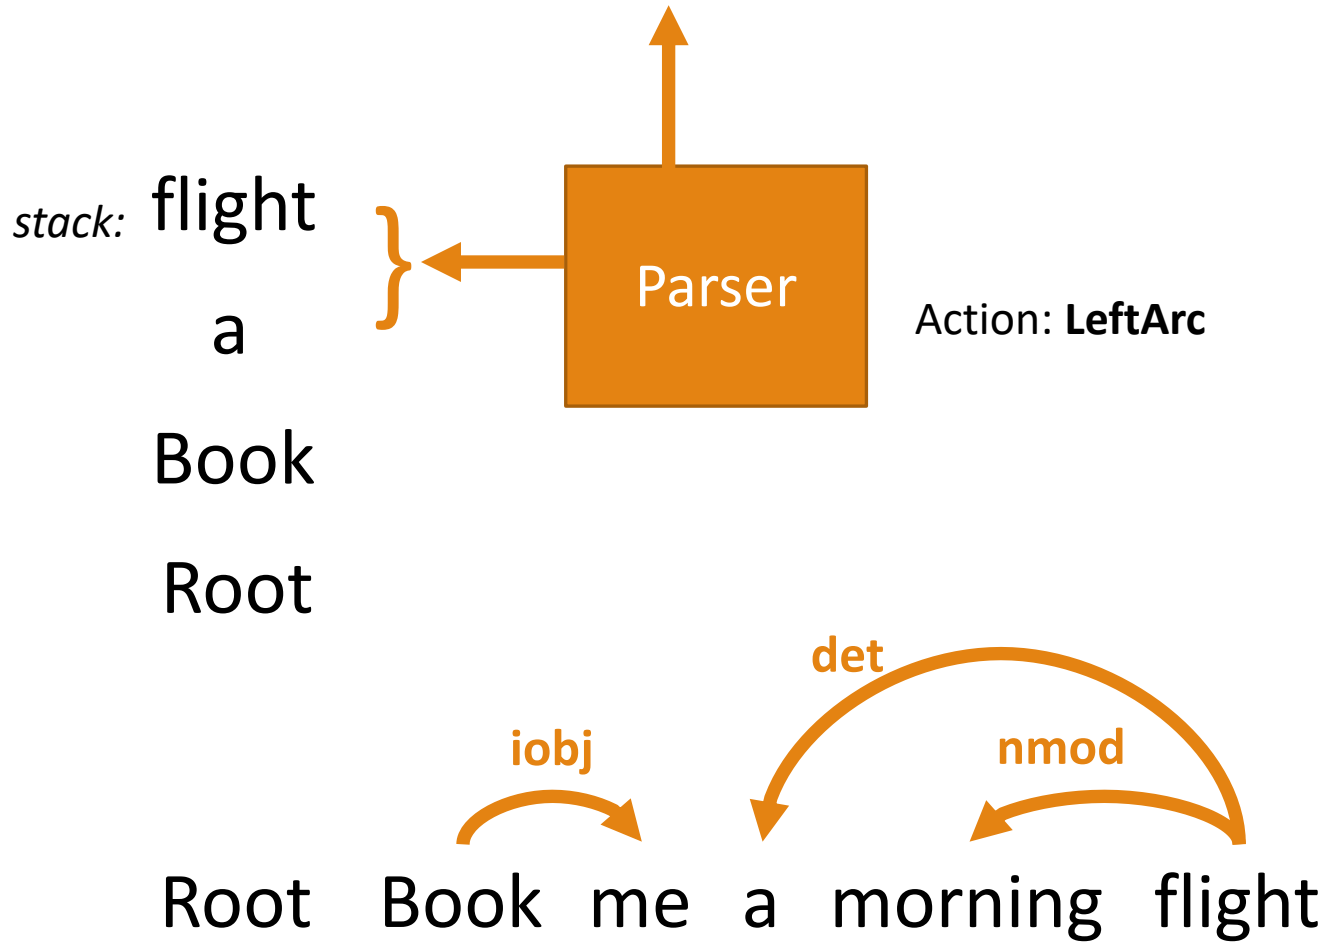 stack: flight
a
Book
Root
Parser
Action: LeftArc
det
iobj
nmod
Root Book me a morning flight